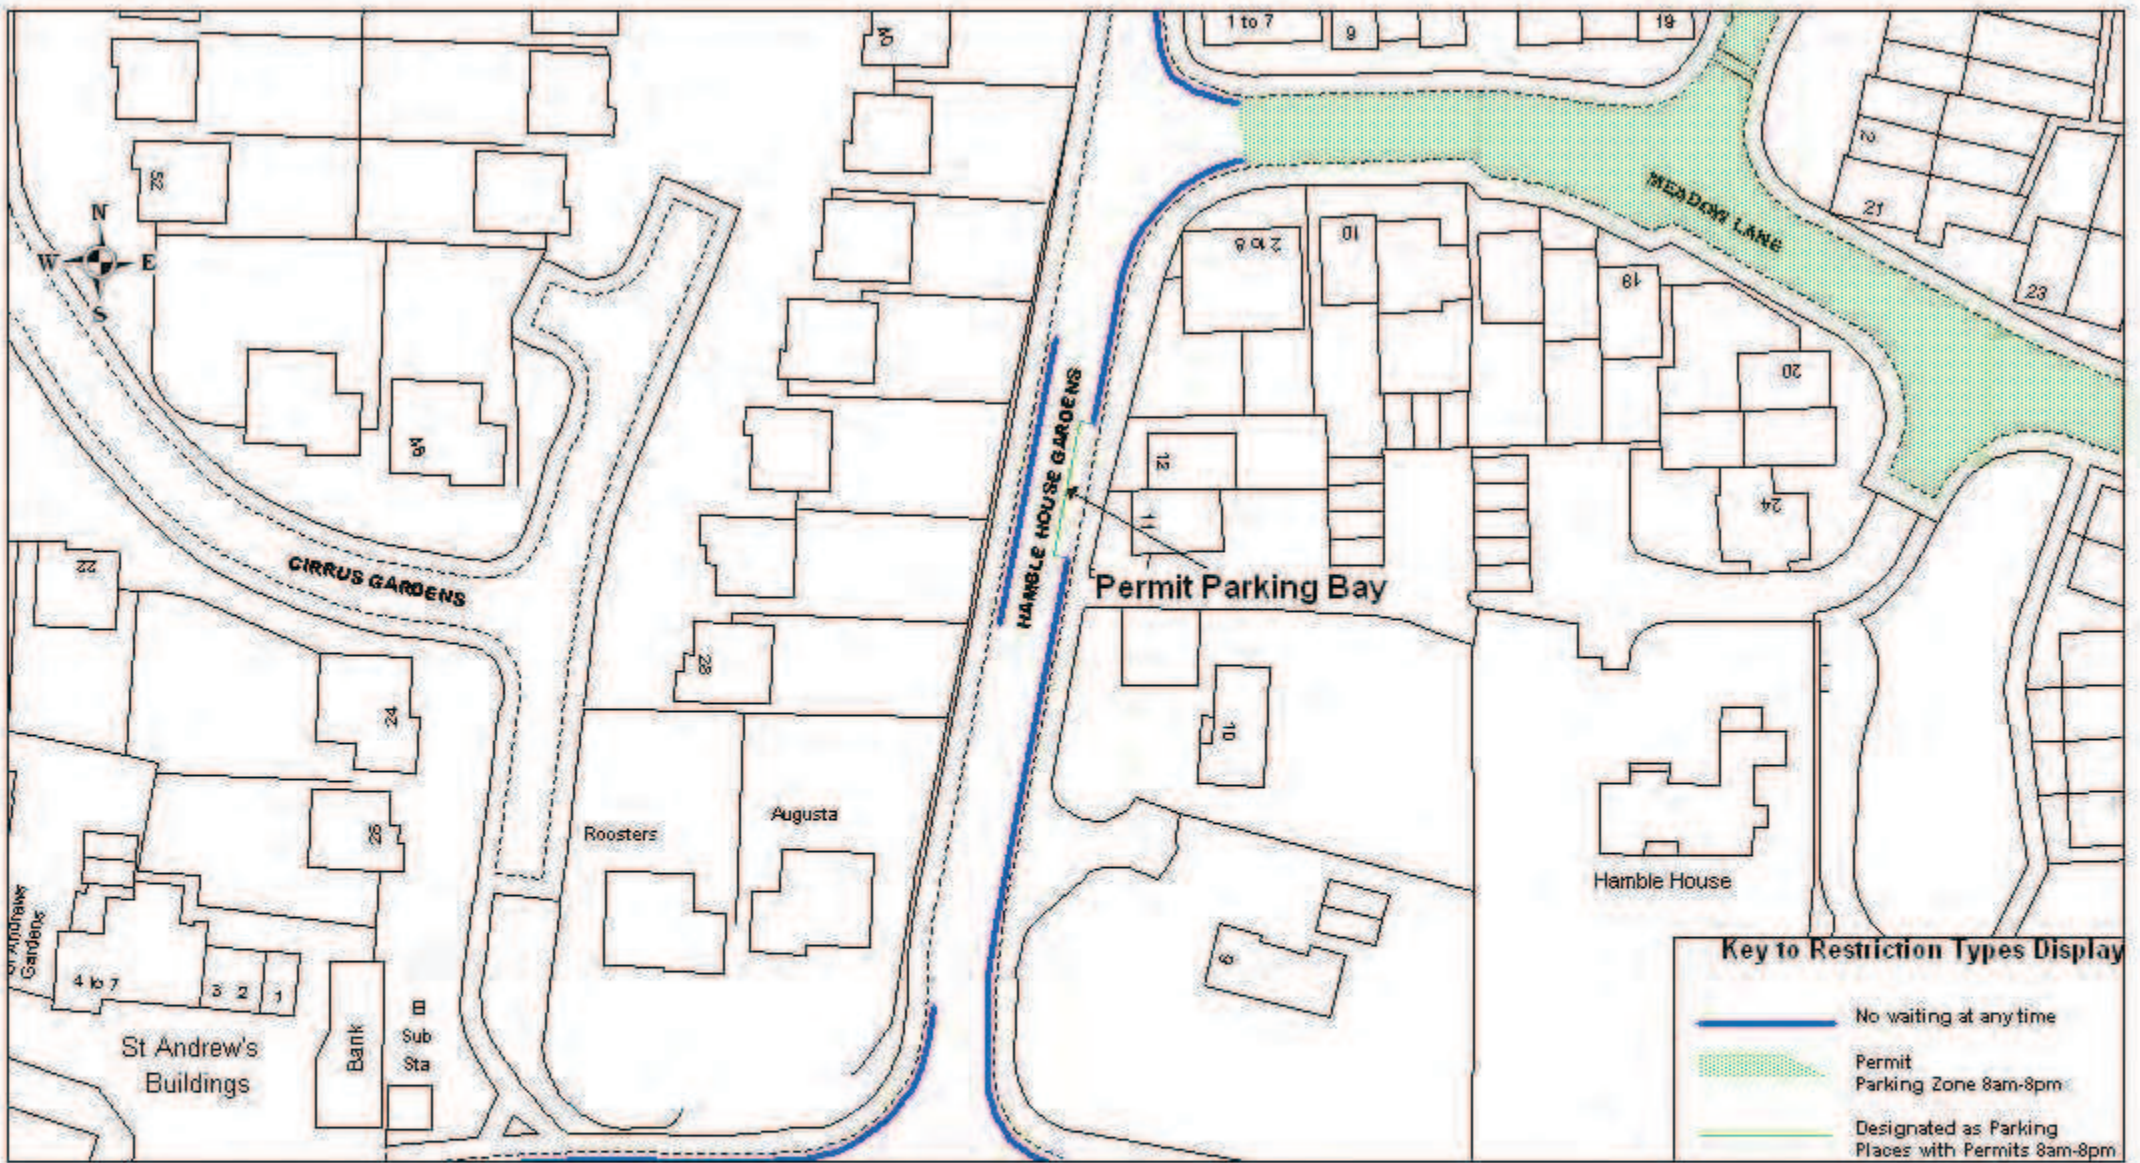 1 to 7
9
19
52
N
W E
S
2
21
23
MEADOW LANE
2 to 8
10
18
20
24
12
11
HAMBLE HOUSE GARDENS
Permit Parking Bay
CIRRUS GARDENS
22
24
26
28
10
Roosters
Augusta
Hamble House
9
Gardens
4 to 7
3 2 1
St Andrew's
Buildings
Bank
Sub
Sta
Key to Restriction Types Display
No waiting at any time
Permit
Parking Zone 8am-8pm
Designated as Parking
Places with Permits 8am-8pm